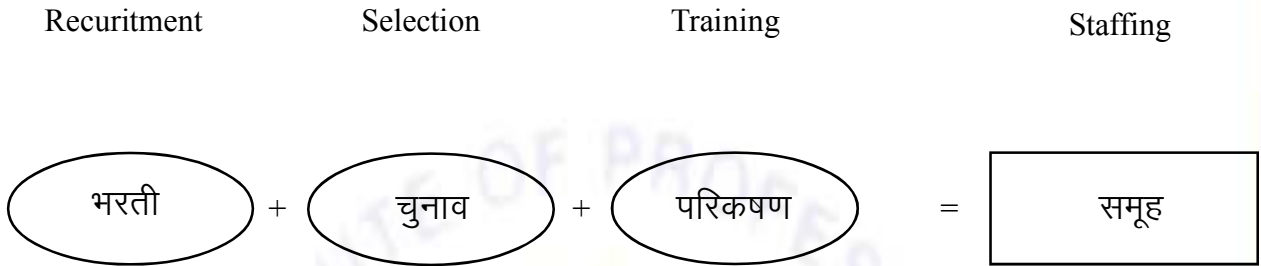 Recuritment Selection Training Staffing
भरती + चुनाव + परिकषण = समूह